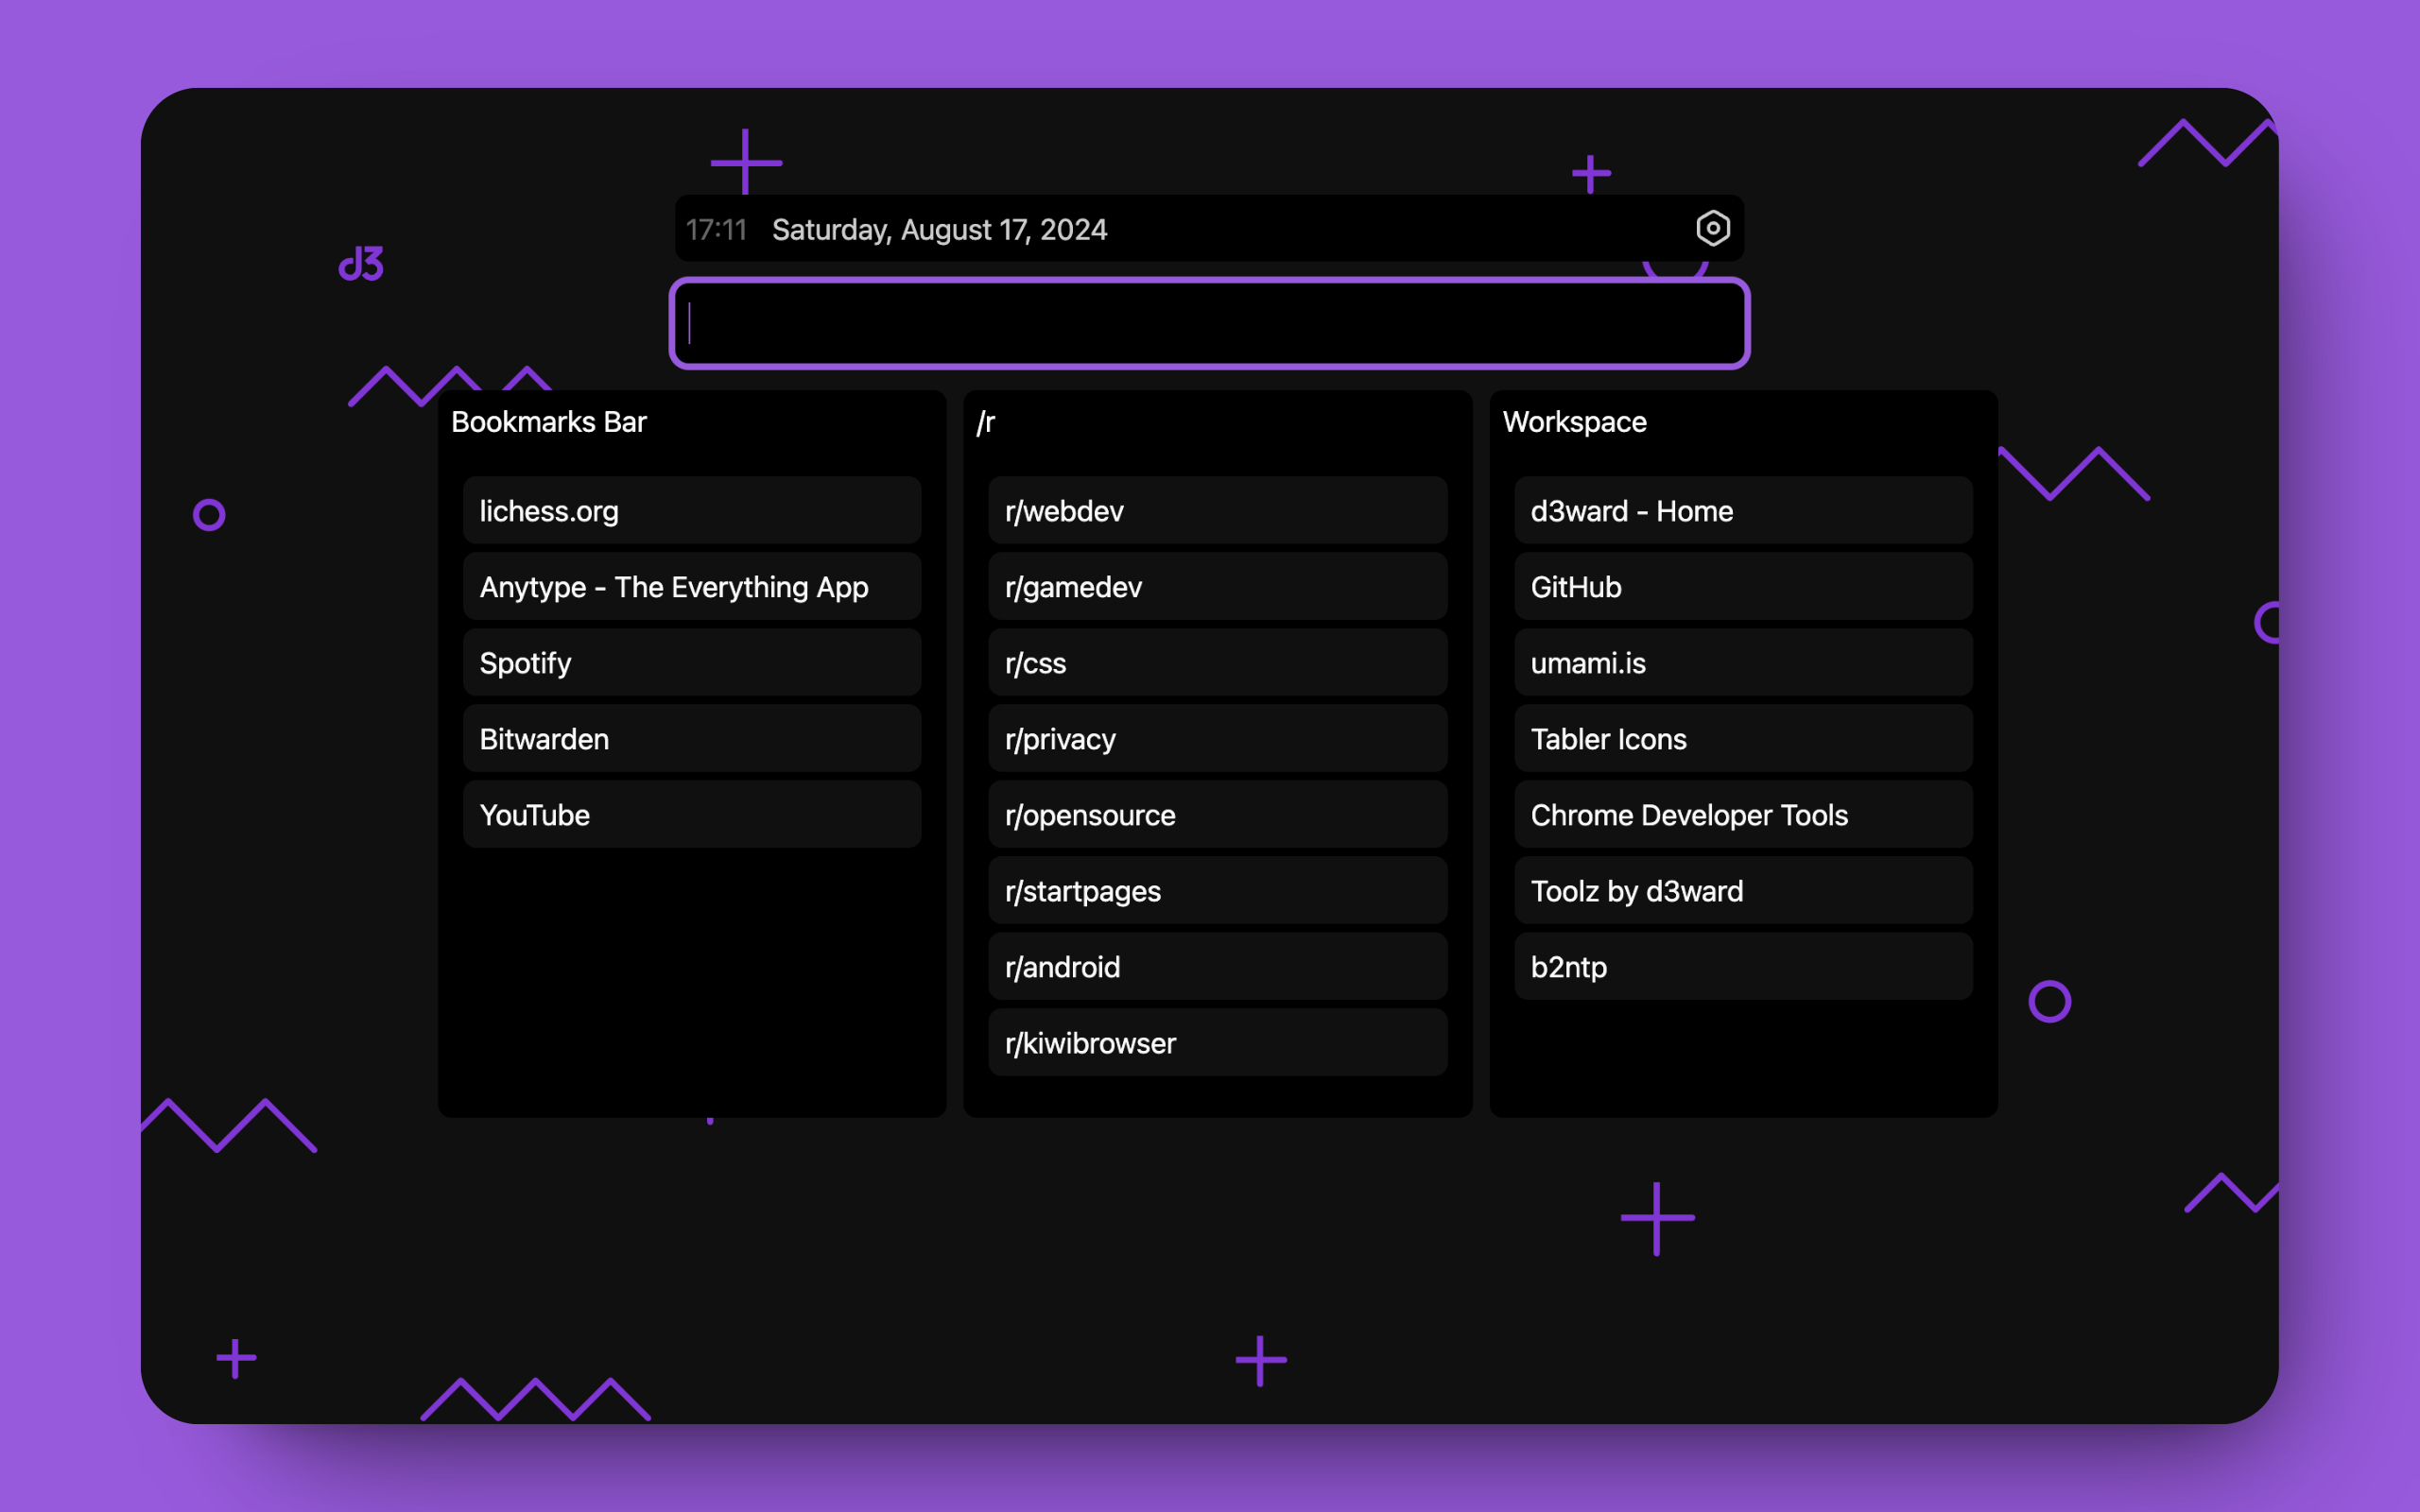 17:11 Saturday, August 17, 2024
d3
Bookmarks Bar
lichess.org
Anytype - The Everything App
Spotify
Bitwarden
YouTube
/r
r/webdev
r/gamedev
r/css
r/privacy
r/opensource
r/startpages
r/android
r/kiwibrowser
Workspace
d3ward - Home
GitHub
umami.is
Tabler Icons
Chrome Developer Tools
Toolz by d3ward
b2ntp